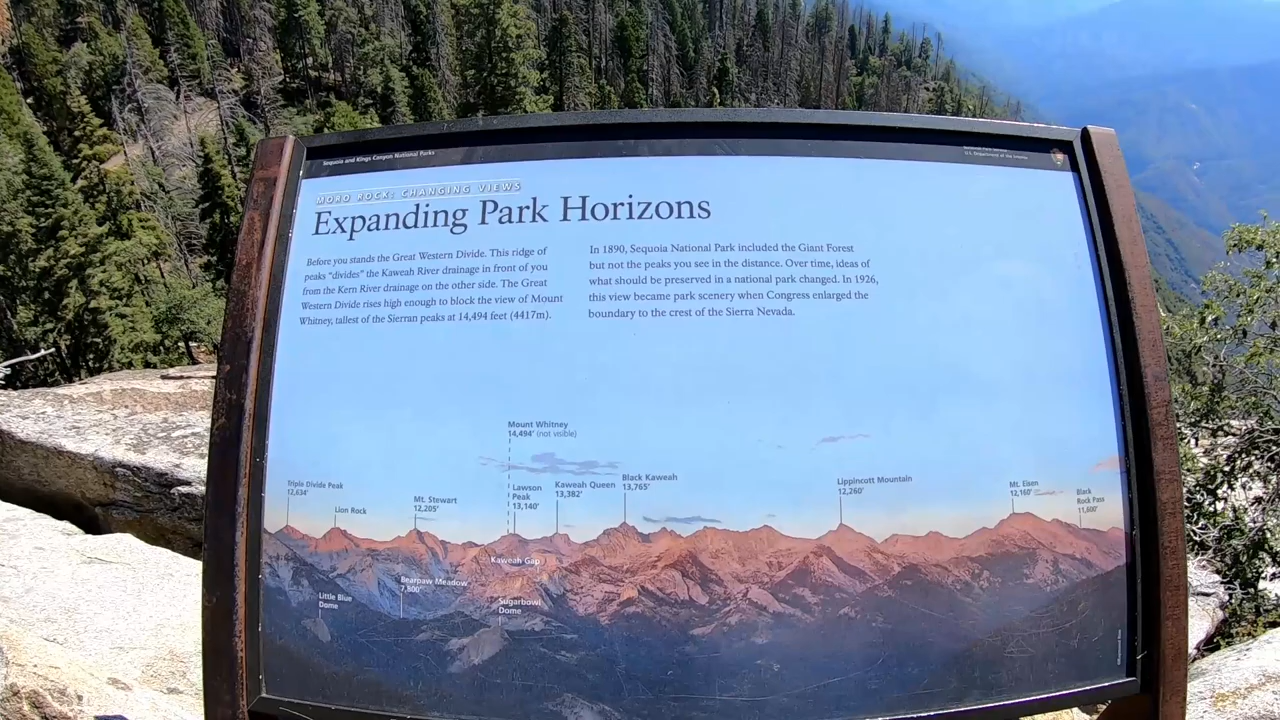 Sequoia and Kings Canyon National Parks
National Park Service
U.S. Department of the Interior
MORO ROCK: CHANGING VIEWS
Expanding Park Horizons
Before you stands the Great Western Divide. This ridge of
peaks “divides” the Kaweah River drainage in front of you
from the Kern River drainage on the other side. The Great
Western Divide rises high enough to block the view of Mount
Whitney, tallest of the Sierran peaks at 14,494 feet (4417m).
In 1890, Sequoia National Park included the Giant Forest
but not the peaks you see in the distance. Over time, ideas of
what should be preserved in a national park changed. In 1926,
this view became park scenery when Congress enlarged the
boundary to the crest of the Sierra Nevada.
Mount Whitney
14,494' (not visible)
Triple Divide Peak
12,634'
Lion Rock
Mt. Stewart
12,205'
Lawson
Peak
13,140'
Kaweah Queen
13,382'
Black Kaweah
13,765'
Lippincott Mountain
12,260'
Mt. Eisen
12,160'
Black
Rock Pass
11,600'
Kaweah Gap
Bearpaw Meadow
7,800'
Little Blue
Dome
Sugarbowl
Dome